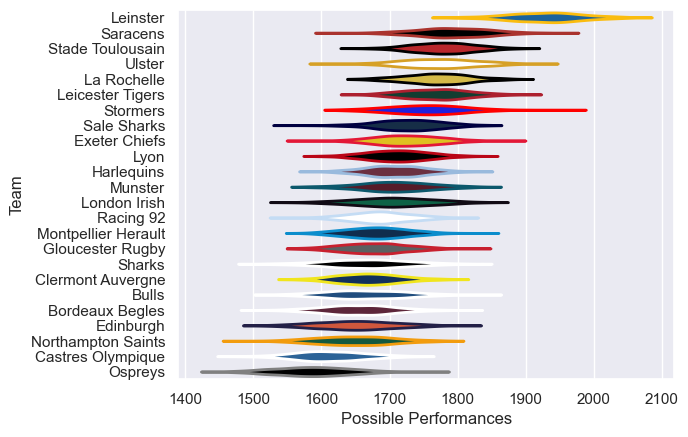 Leinster
Saracens
Stade Toulousain
Ulster
La Rochelle
Leicester Tigers
Stormers
Sale Sharks
Exeter Chiefs
Lyon
Harlequins
Munster
London Irish
Racing 92
Montpellier Herault
Gloucester Rugby
Sharks
Clermont Auvergne
Bulls
Bordeaux Begles
Edinburgh
Northampton Saints
Castres Olympique
Ospreys
Team
1400 1500 1600 1700 1800 1900 2000 2100
Possible Performances